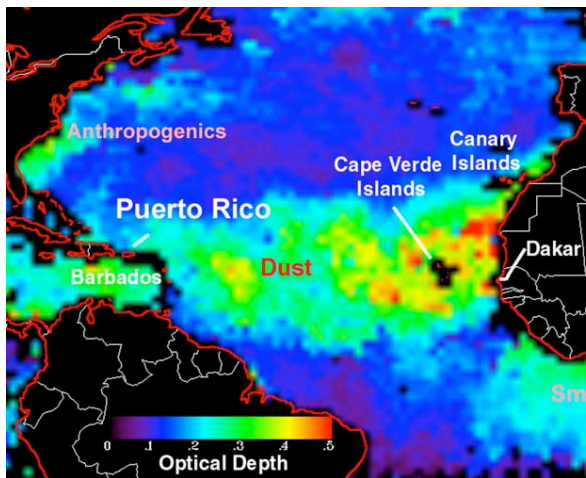 Anthropogenics
Canary
Islands
Cape Verde
Islands
Puerto Rico
Dakar
Dust
Barbados
Sm
0 .1 .2 .3 .4 .5
Optical Depth